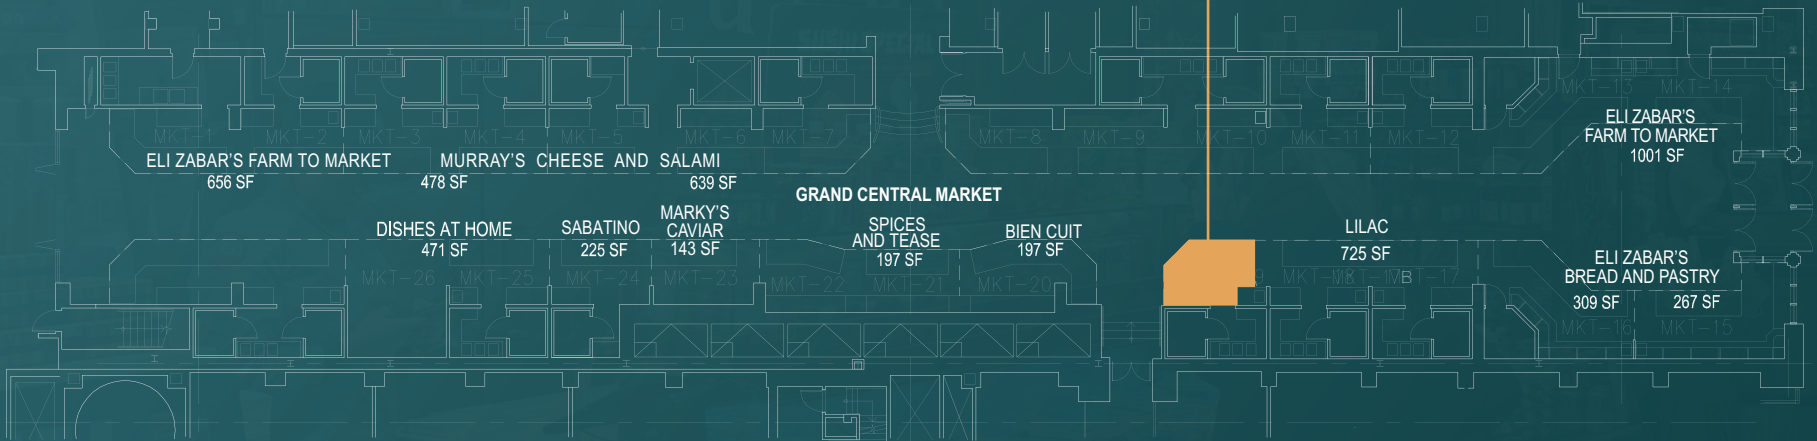 MKT-13 MKT-14
MKT-1 MKT-2 MKT-3 MKT-4 MKT-5 MKT-6 MKT-7 MKT-8 MKT-9 MKT-10 MKT-11 MKT-12
ELI ZABAR'S
FARM TO MARKET
1001 SF
ELI ZABAR'S FARM TO MARKET
656 SF
MURRAY'S CHEESE AND SALAMI
478 SF
639 SF
GRAND CENTRAL MARKET
DISHES AT HOME
471 SF
SABATINO
225 SF
MARKY'S
CAVIAR
143 SF
SPICES
AND TEASE
197 SF
BIEN CUIT
197 SF
LILAC
725 SF
ELI ZABAR'S
BREAD AND PASTRY
309 SF
267 SF
MKT-26 MKT-25 MKT-24 MKT-23 MKT-22 MKT-21 MKT-20
MKT-17
MKT-16 MKT-15